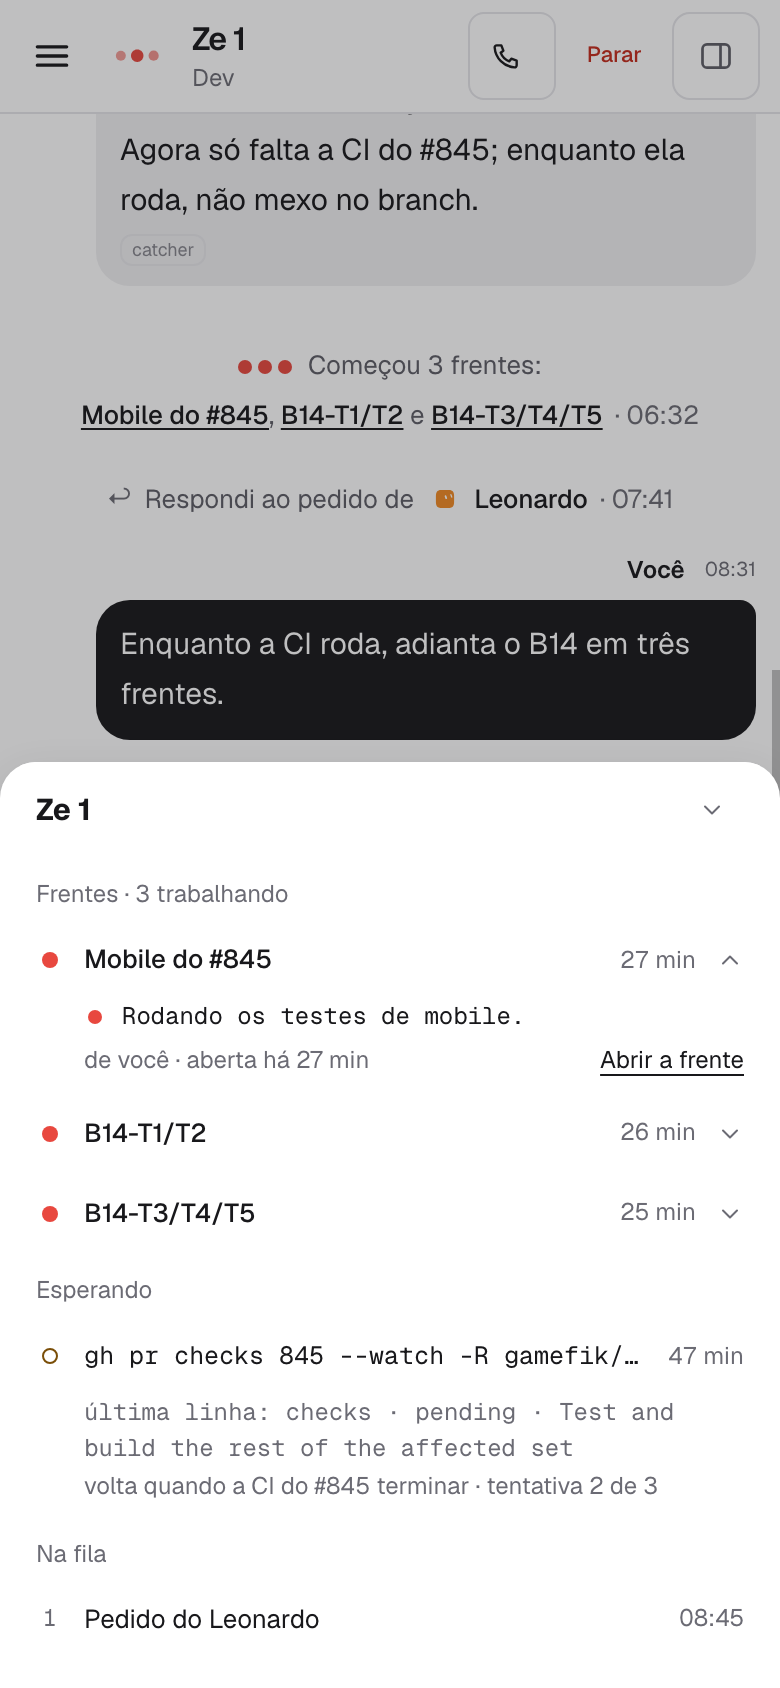 Ze 1
Dev
Parar
Agora só falta a CI do #845; enquanto ela
roda, não mexo no branch.
catcher
Começou 3 frentes:
Mobile do #845, B14-T1/T2 e B14-T3/T4/T5 · 06:32
Respondi ao pedido de Leonardo · 07:41
Você 08:31
Enquanto a CI roda, adianta o B14 em três
frentes.
Ze 1
Frentes · 3 trabalhando
Mobile do #845 27 min
Rodando os testes de mobile.
de você · aberta há 27 min Abrir a frente
B14-T1/T2 26 min
B14-T3/T4/T5 25 min
Esperando
gh pr checks 845 --watch -R gamefik/… 47 min
última linha: checks · pending · Test and
build the rest of the affected set
volta quando a CI do #845 terminar · tentativa 2 de 3
Na fila
1 Pedido do Leonardo 08:45